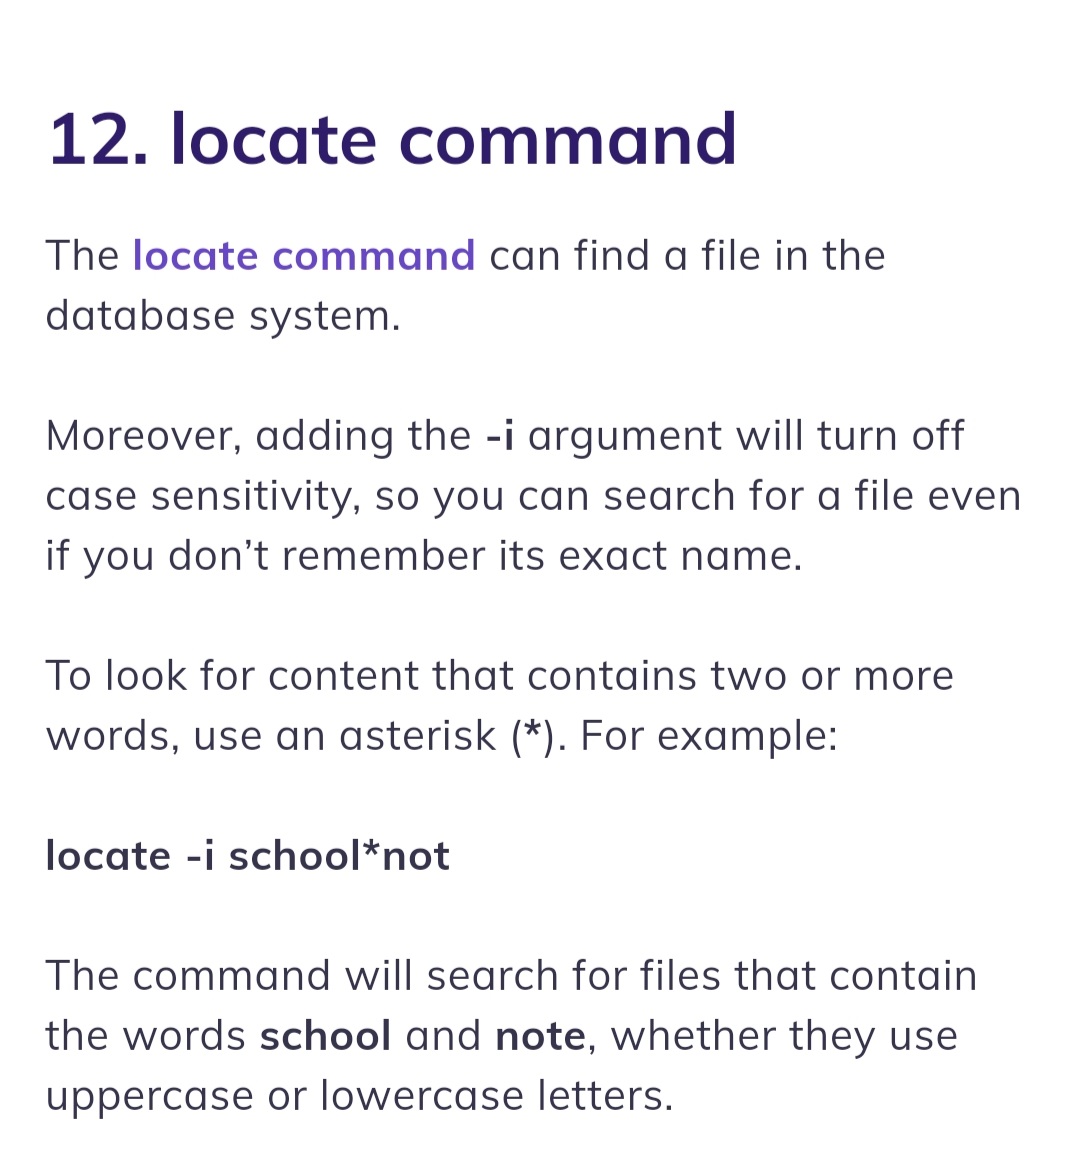 12. locate command
The locate command can find a file in the
database system.
Moreover, adding the -i argument will turn off
case sensitivity, so you can search for a file even
if you don’t remember its exact name.
To look for content that contains two or more
words, use an asterisk (*). For example:
locate -i school*not
The command will search for files that contain
the words school and note, whether they use
uppercase or lowercase letters.